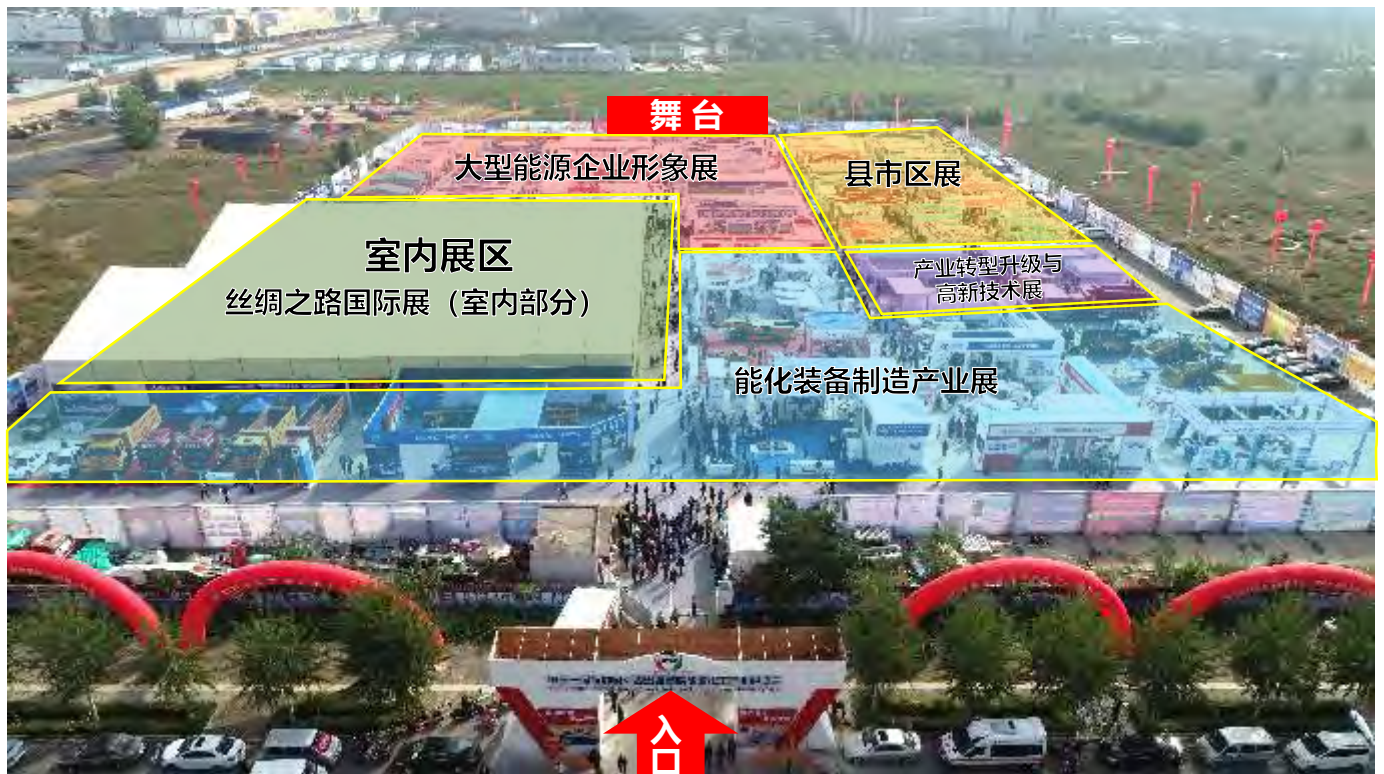 舞台
大型能源企业形象展
县市区展
室内展区
丝绸之路国际展（室内部分）
产业转型升级与
高新技术展
能化装备制造产业展
入
口